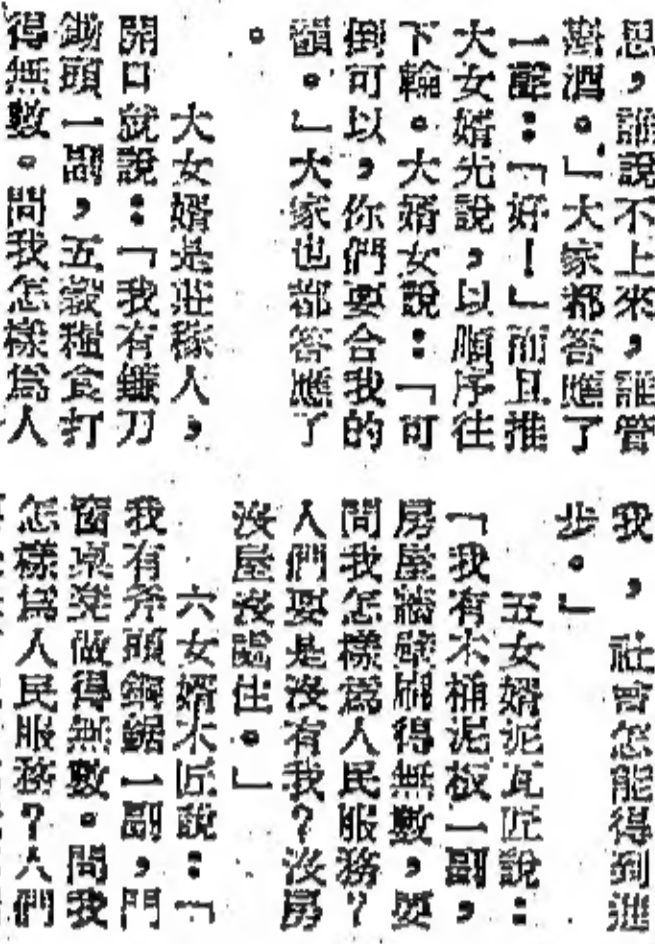 思，誰說不上來，誰管
斟酒。」大家都答應了
一聲：「好！」而且推
大女婿先說，以順序往
下輪。大婿女說：「可
倒可以，你們要合我的
韻。」大家也都答應了
。
大女婿是莊稼人，
開口就說：「我有鐮刀
鋤頭一副，五穀糧食打
得無數。問我怎樣爲人
我，社會怎能得到進
步。」
五女婿泥瓦匠說：
「我有木桶泥板一副，
房屋牆壁刷得無數，要
問我怎樣爲人民服務？
人們要是沒有我？沒房
沒屋沒處住。」
六女婿木匠說：「
我有斧頭鋼鋸一副，門
窗桌凳做得無數。問我
怎樣爲人民服務？人們